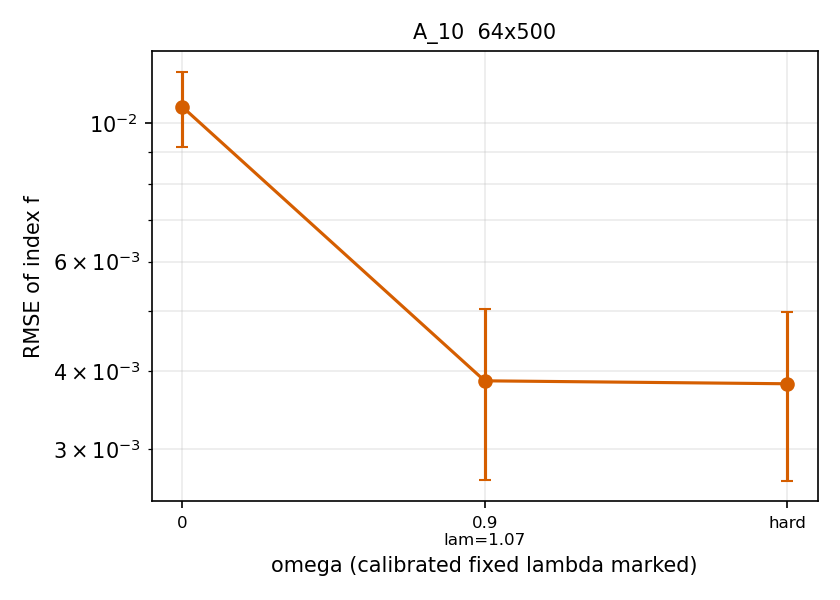 A_10  64x500
RMSE of index f
10⁻²
6 × 10⁻³
4 × 10⁻³
3 × 10⁻³
0
0.9
lam=1.07
hard
omega (calibrated fixed lambda marked)